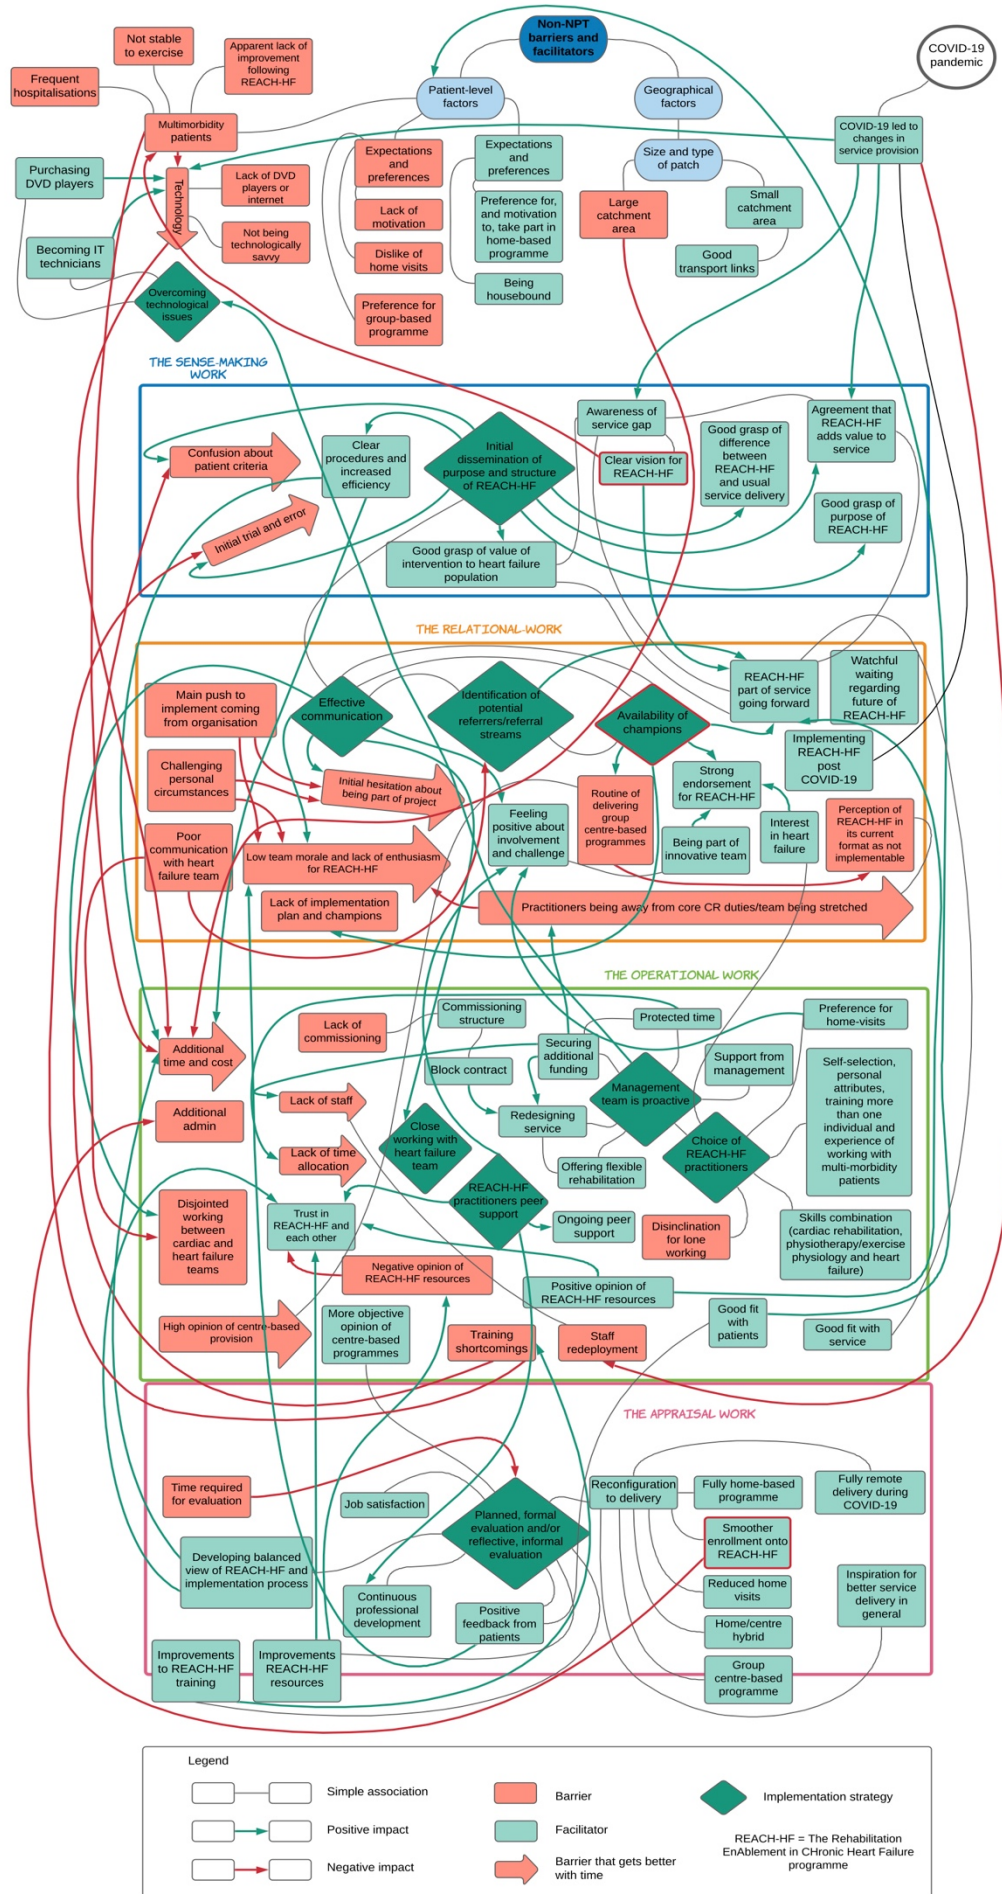 Non-NPT
barriers and
facilitators
COVID-19
pandemic
Not stable
to exercise
Apparent lack of
improvement
following
REACH-HF
Frequent
hospitalisations
Patient-level
factors
Geographical
factors
Multimorbidity
patients
COVID-19 led to
changes in
service provision
Expectations
and
preferences
Expectations
and
preferences
Size and type
of patch
Purchasing
DVD players
Technology
Lack of DVD
players or
internet
Lack of
motivation
Preference for,
and motivation
to, take part in
home-based
programme
Large
catchment
area
Small
catchment
area
Not being
technologically
savvy
Becoming IT
technicians
Dislike of
home visits
Good
transport links
Being
housebound
Overcoming
technological
issues
Preference for
group-based
programme
THE SENSE-MAKING
WORK
Awareness of
service gap
Agreement that
REACH-HF
adds value to
service
Initial
dissemination of
purpose and structure
of REACH-HF
Clear
procedures and
increased
efficiency
Good grasp of
difference
between
REACH-HF
and usual
service delivery
Confusion about
patient criteria
Clear vision for
REACH-HF
Initial trial and error
Good grasp of
purpose of
REACH-HF
Good grasp of value of
intervention to heart failure
population
THE RELATIONAL WORK
Main push to
implement coming
from organisation
Effective
communication
Identification of
potential
referrers/referral
streams
Availability of
champions
REACH-HF
part of service
going forward
Watchful
waiting
regarding
future of
REACH-HF
Implementing
REACH-HF
post
COVID-19
Challenging
personal
circumstances
Initial hesitation about
being part of project
Strong
endorsement
for REACH-HF
Routine of
delivering
group
centre-based
programmes
Feeling
positive about
involvement
and challenge
Interest in
heart
failure
Perception of
REACH-HF in
its current
format as not
implementable
Poor
communication
with heart
failure team
Being part of
innovative team
Low team morale and lack of enthusiasm
for REACH-HF
Lack of implementation
plan and champions
Practitioners being away from core CR duties/team being stretched
THE OPERATIONAL WORK
Commissioning
structure
Protected time
Preference for
home-visits
Lack of
commissioning
Securing
additional
funding
Additional
time and cost
Block contract
Support from
management
Self-selection,
personal
attributes,
training more
than one
individual and
experience of
working with
multi-morbidity
patients
Management
team is proactive
Lack of staff
Redesigning
service
Additional
admin
Close
working with
heart failure
team
Choice of
REACH-HF
practitioners
Lack of time
allocation
Offering flexible
rehabilitation
REACH-HF
practitioners peer
support
Disjointed
working
between
cardiac and
heart failure
teams
Trust in
REACH-HF and
each other
Ongoing peer
support
Disinclination
for lone
working
Skills combination
(cardiac rehabilitation,
physiotherapy/exercise
physiology and heart
failure)
Negative opinion of
REACH-HF resources
Positive opinion of
REACH-HF resources
High opinion of centre-based
provision
More objective
opinion of
centre-based
programmes
Training
shortcomings
Staff
redeployment
Good fit
with
patients
Good fit with
service
THE APPRAISAL WORK
Time required
for evaluation
Job satisfaction
Planned, formal
evaluation and/or
reflective, informal
evaluation
Reconfiguration
to delivery
Fully home-based
programme
Fully remote
delivery during
COVID-19
Smoother
enrollment onto
REACH-HF
Developing balanced
view of REACH-HF and
implementation process
Continuous
professional
development
Positive
feedback from
patients
Reduced home
visits
Inspiration for
better service
delivery in
general
Home/centre
hybrid
Improvements
to REACH-HF
training
Improvements
REACH-HF
resources
Group
centre-based
programme
Legend
Simple association
Barrier
Implementation strategy
Positive impact
Facilitator
REACH-HF = The Rehabilitation
EnAblement in CHronic Heart Failure
programme
Negative impact
Barrier that gets better
with time